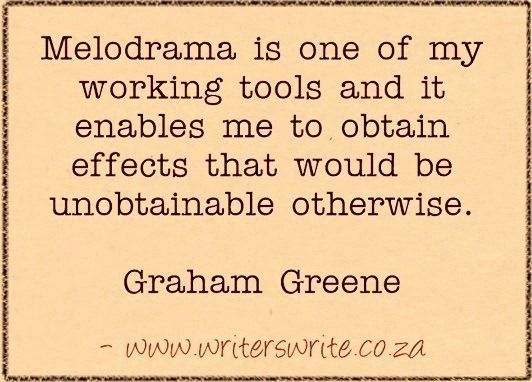 Melodrama is one of my
working tools and it
enables me to obtain
effects that would be
unobtainable otherwise.
Graham Greene
- www.writerswrite.co.za